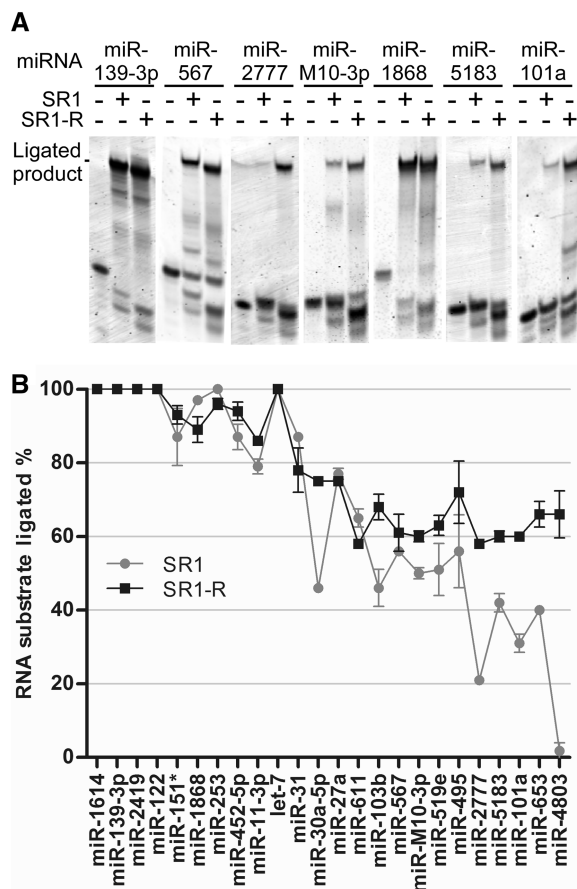 A
miRNA miR-139-3p miR-567 miR-2777 miR-M10-3p miR-1868 miR-5183 miR-101a
SR1 - + - - + - - + - - + - - + - - + - - + -
SR1-R - - + - - + - - + - - + - - + - - + - - +
Ligated product
B
RNA substrate ligated %
100
80
60
40
20
0
SR1
SR1-R
miR-1614
miR-139-3p
miR-2419
miR-122
miR-151*
miR-1868
miR-253
miR-452-5p
miR-11-3p
let-7
miR-31
miR-30a-5p
miR-27a
miR-611
miR-103b
miR-567
miR-M10-3p
miR-519e
miR-495
miR-2777
miR-5183
miR-101a
miR-653
miR-4803